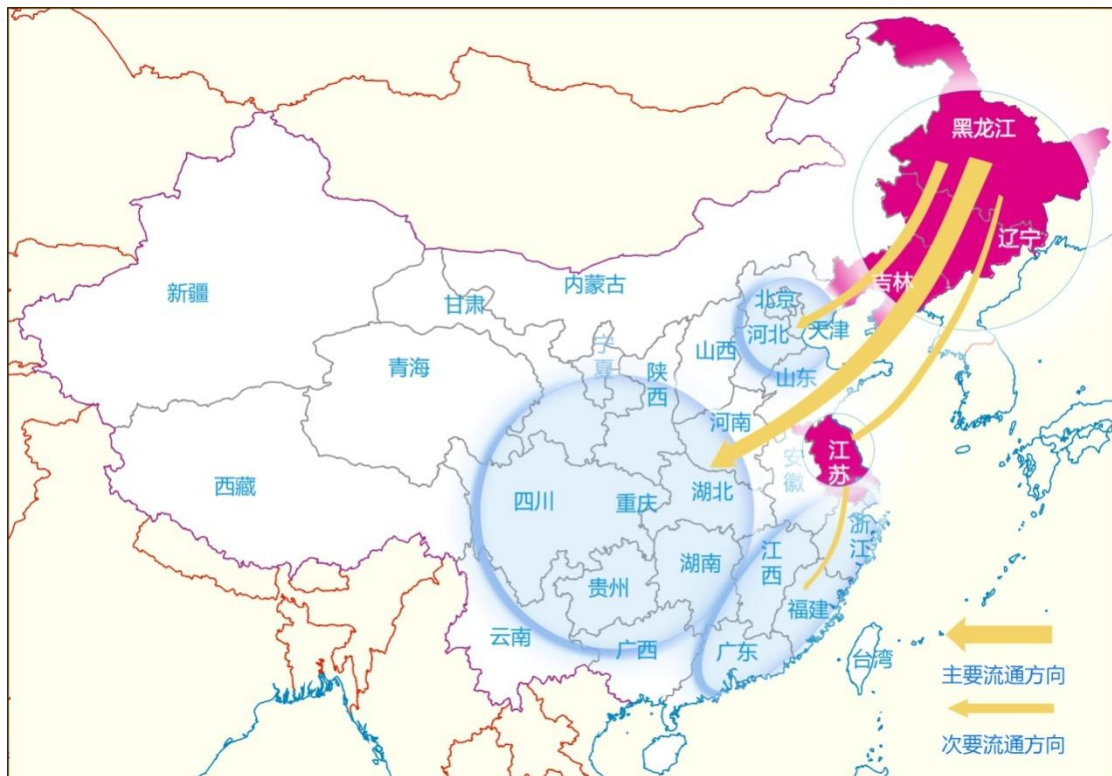 黑龙江
辽宁
吉林
新疆
甘肃
内蒙古
北京
天津
河北
宁夏
山西
青海
陕西
山东
河南
江苏
安徽
西藏
四川
重庆
湖北
浙江
江西
湖南
贵州
福建
云南
广西
广东
台湾
主要流通方向
次要流通方向